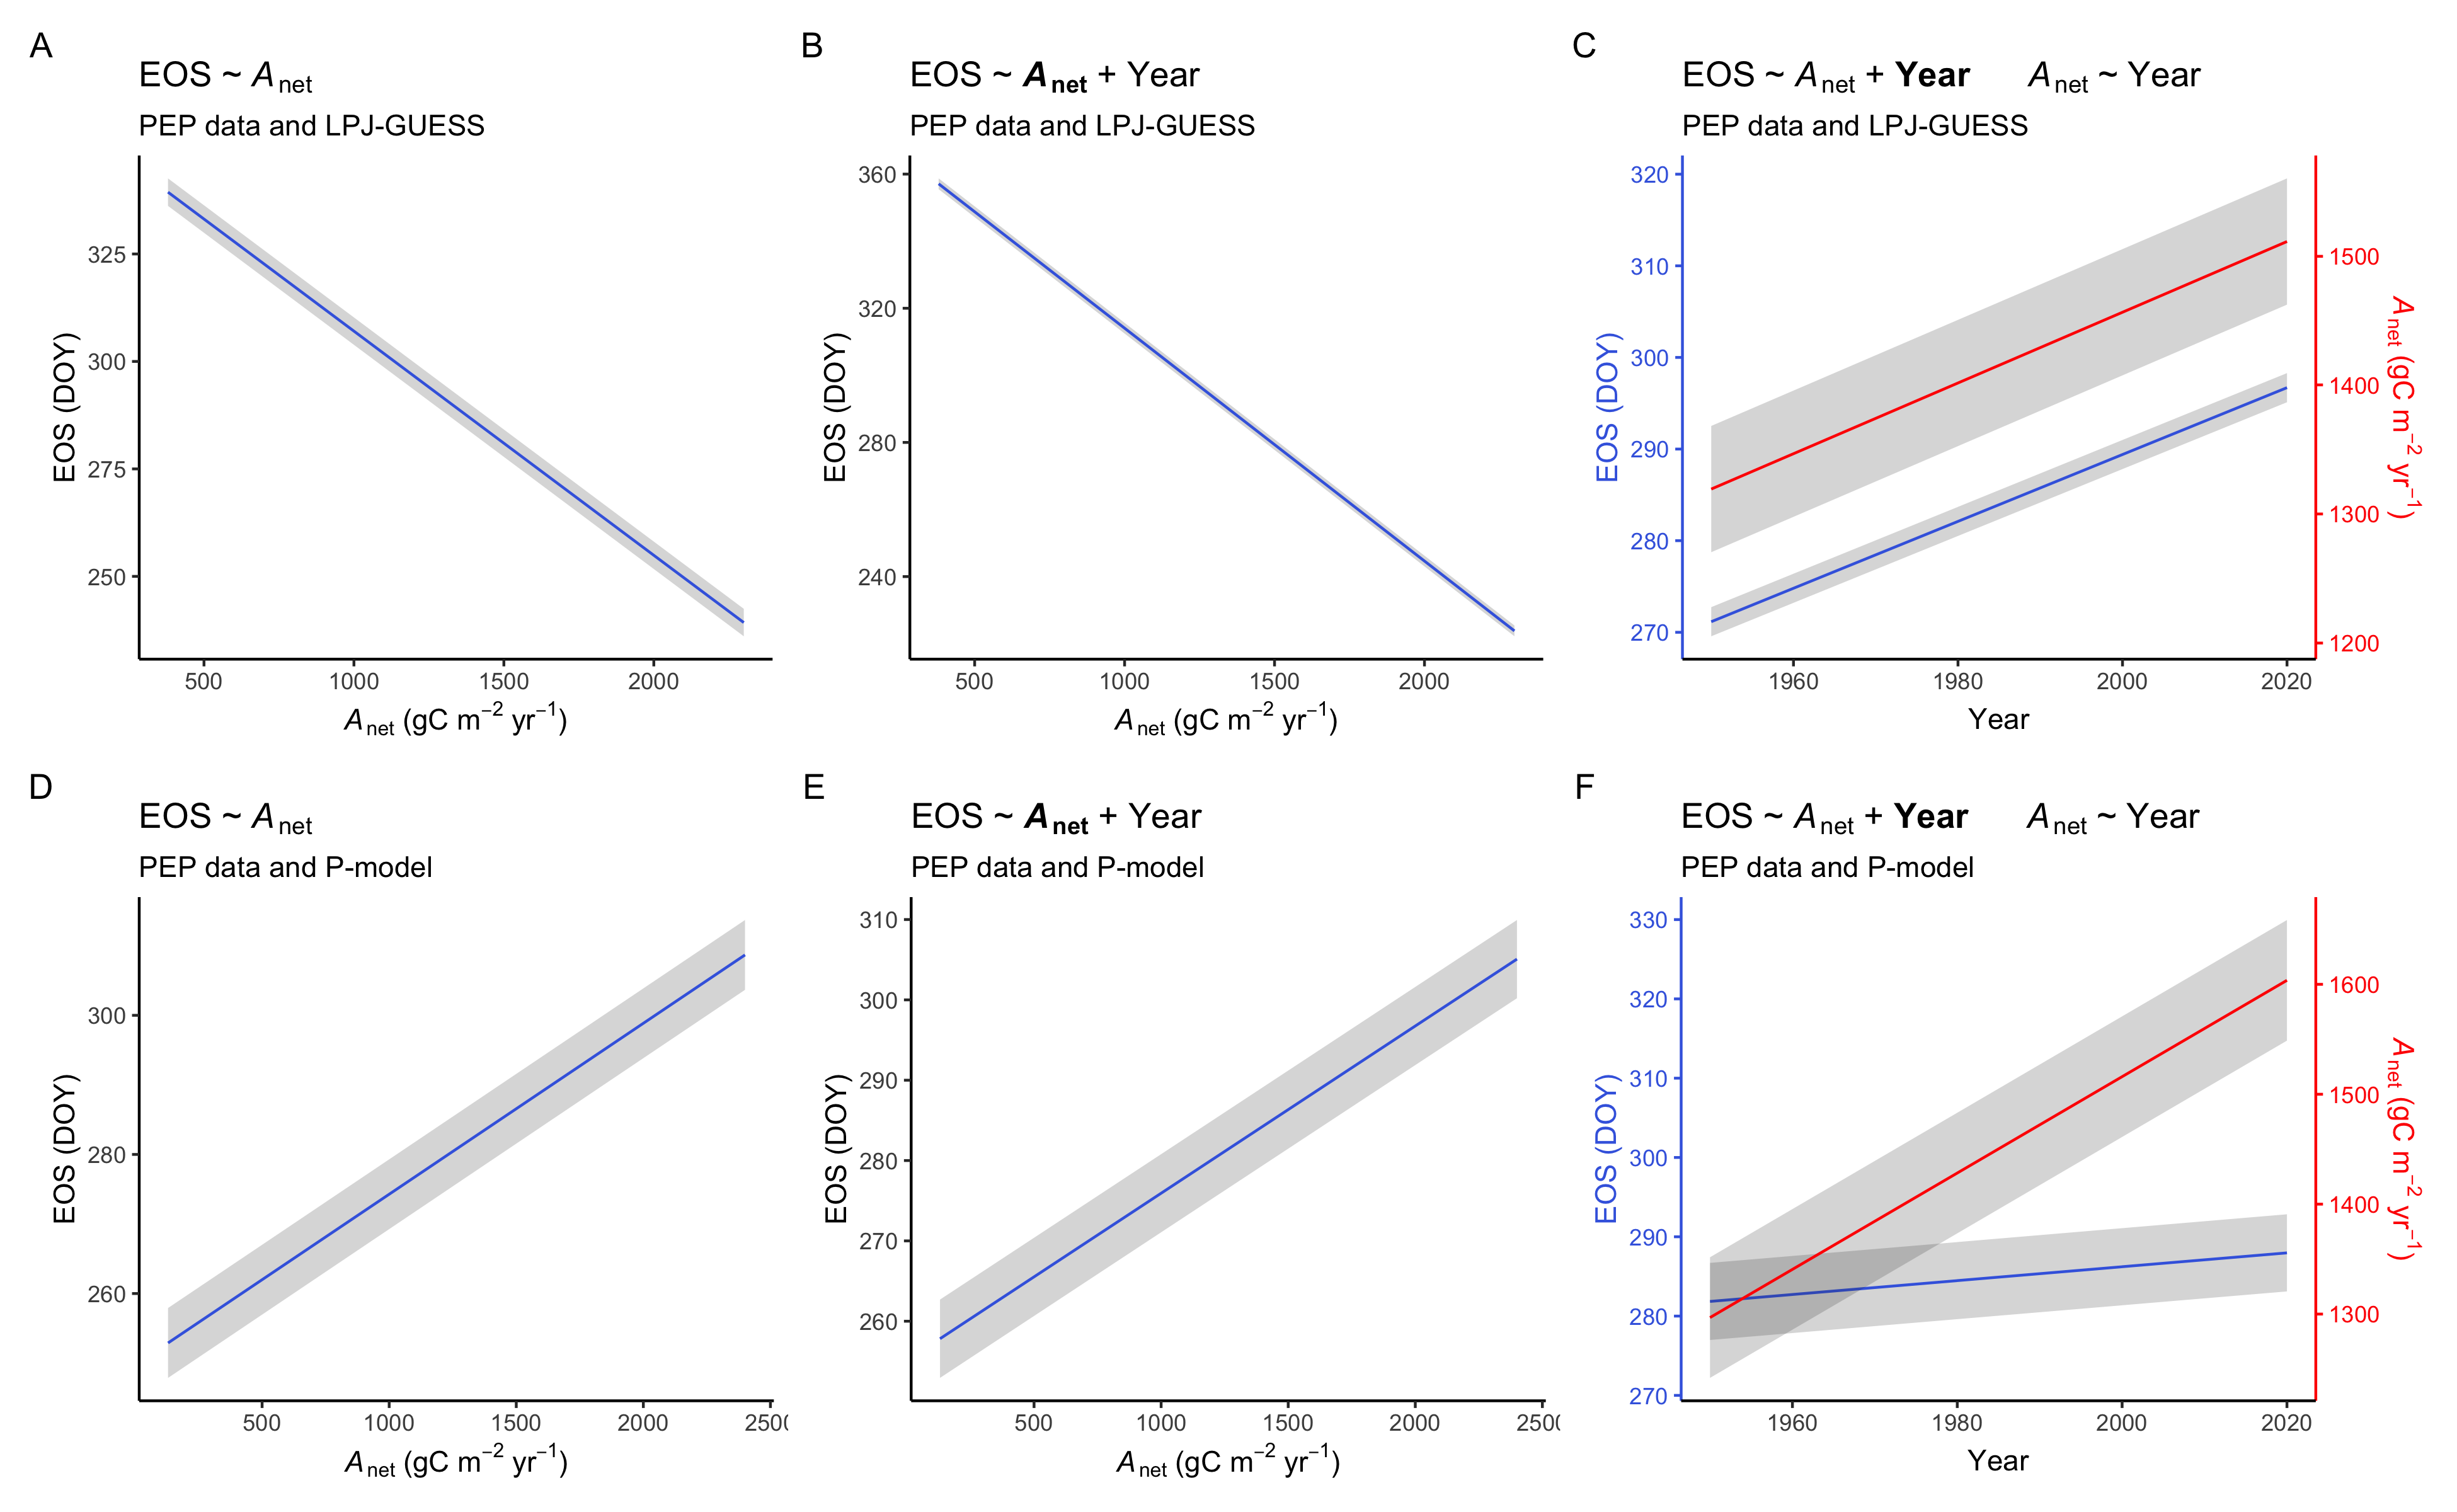 A
EOS ~ Anet
PEP data and LPJ-GUESS
EOS (DOY)
325
300
275
250
500 1000 1500 2000
Anet (gC m−2 yr−1)
B
EOS ~ Anet + Year
PEP data and LPJ-GUESS
EOS (DOY)
360
320
280
240
500 1000 1500 2000
Anet (gC m−2 yr−1)
C
EOS ~ Anet + Year Anet ~ Year
PEP data and LPJ-GUESS
EOS (DOY)
320
310
300
290
280
270
1500
1400
1300
1200
Anet (gC m−2 yr−1)
1960 1980 2000 2020
Year
D
EOS ~ Anet
PEP data and P-model
EOS (DOY)
300
280
260
500 1000 1500 2000
Anet (gC m−2 yr−1)
E
EOS ~ Anet + Year
PEP data and P-model
EOS (DOY)
310
300
290
280
270
260
500 1000 1500 2000
Anet (gC m−2 yr−1)
F
EOS ~ Anet + Year Anet ~ Year
PEP data and P-model
EOS (DOY)
330
320
310
300
290
280
270
1600
1500
1400
1300
Anet (gC m−2 yr−1)
1960 1980 2000 2020
Year